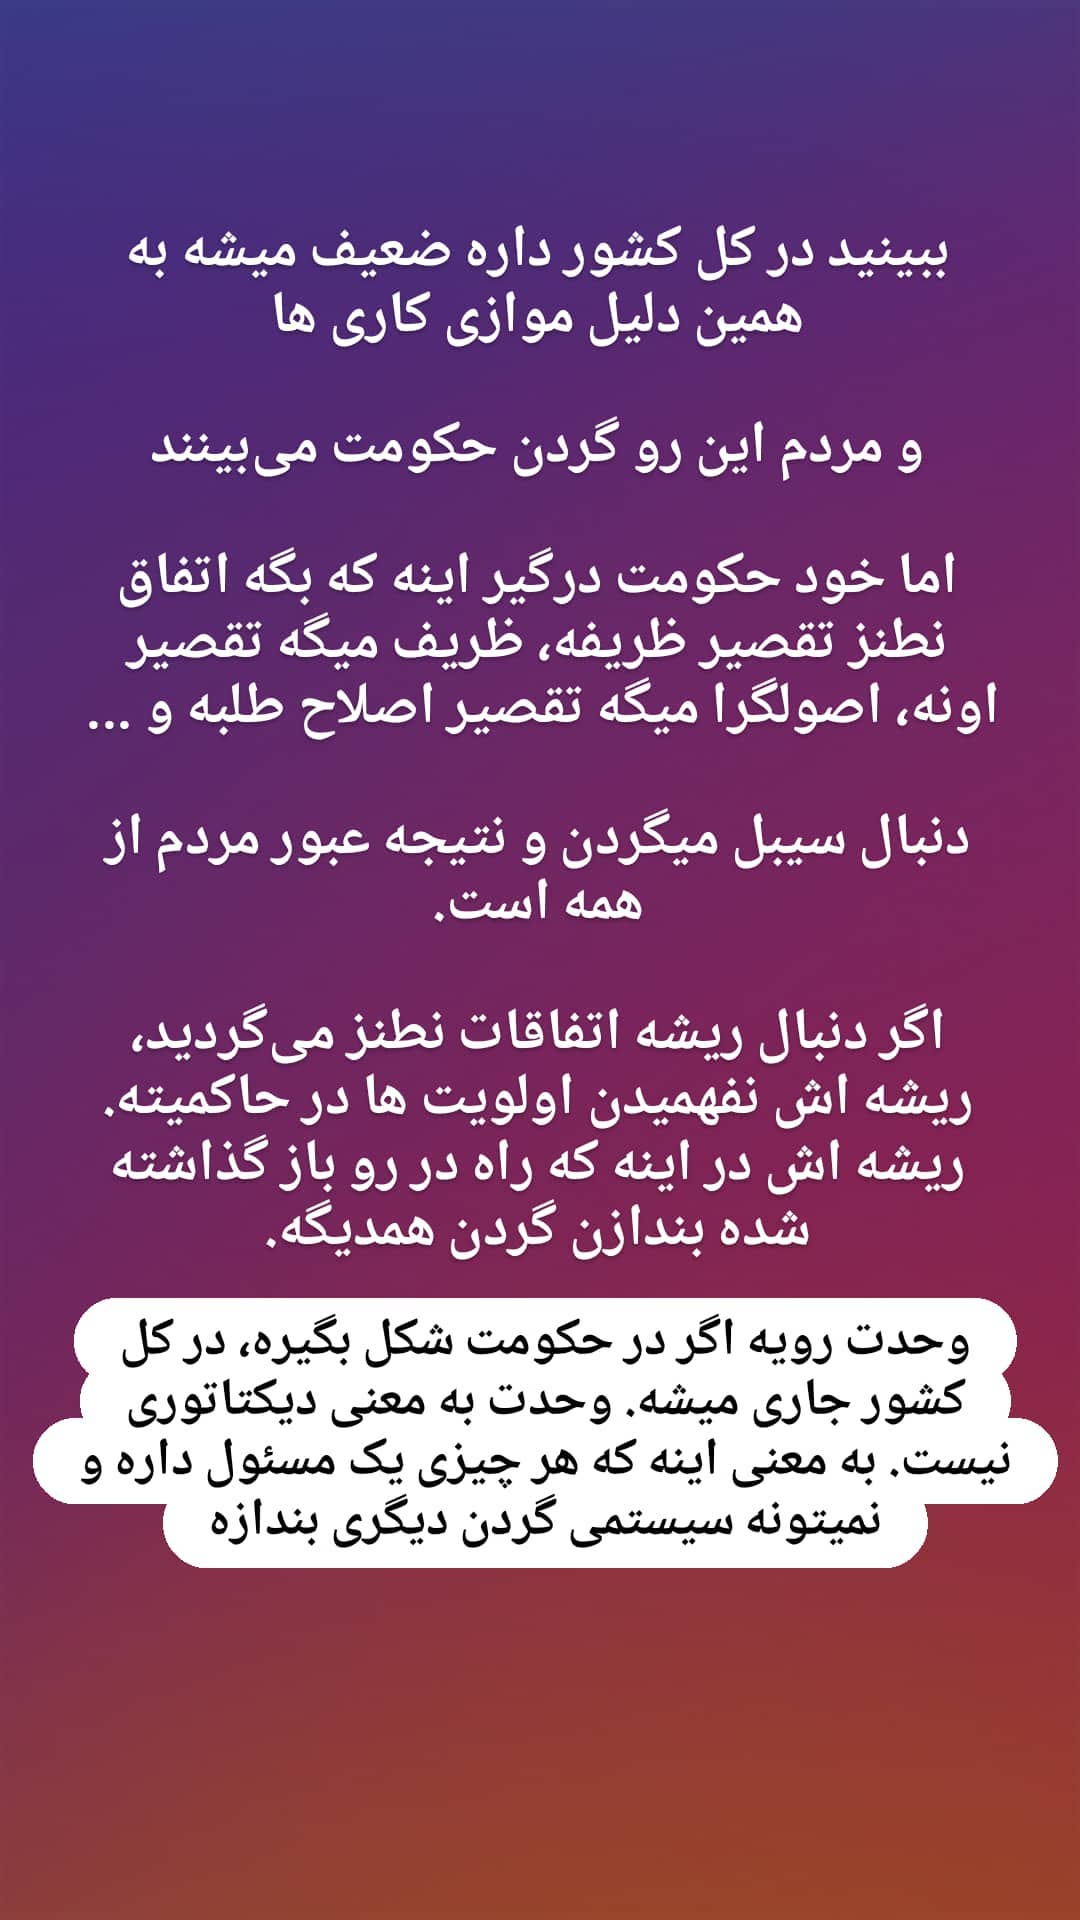 ببینید در کل کشور داره ضعیف میشه به
همین دلیل موازی کاری ها
و مردم این رو گردن حکومت می‌بینند
اما خود حکومت درگیر اینه که بگه اتفاق
نطنز تقصیر ظریفه، ظریف میگه تقصیر
اونه، اصولگرا میگه تقصیر اصلاح طلبه و ...
دنبال سیبل میگردن و نتیجه عبور مردم از
همه است.
اگر دنبال ریشه اتفاقات نطنز می‌گردید،
ریشه اش نفهمیدن اولویت ها در حاکمیته.
ریشه اش در اینه که راه در رو باز گذاشته
شده بندازن گردن همدیگه.
وحدت رویه اگر در حکومت شکل بگیره، در کل
کشور جاری میشه. وحدت به معنی دیکتاتوری
نیست. به معنی اینه که هر چیزی یک مسئول داره و
نمیتونه سیستمی گردن دیگری بندازه